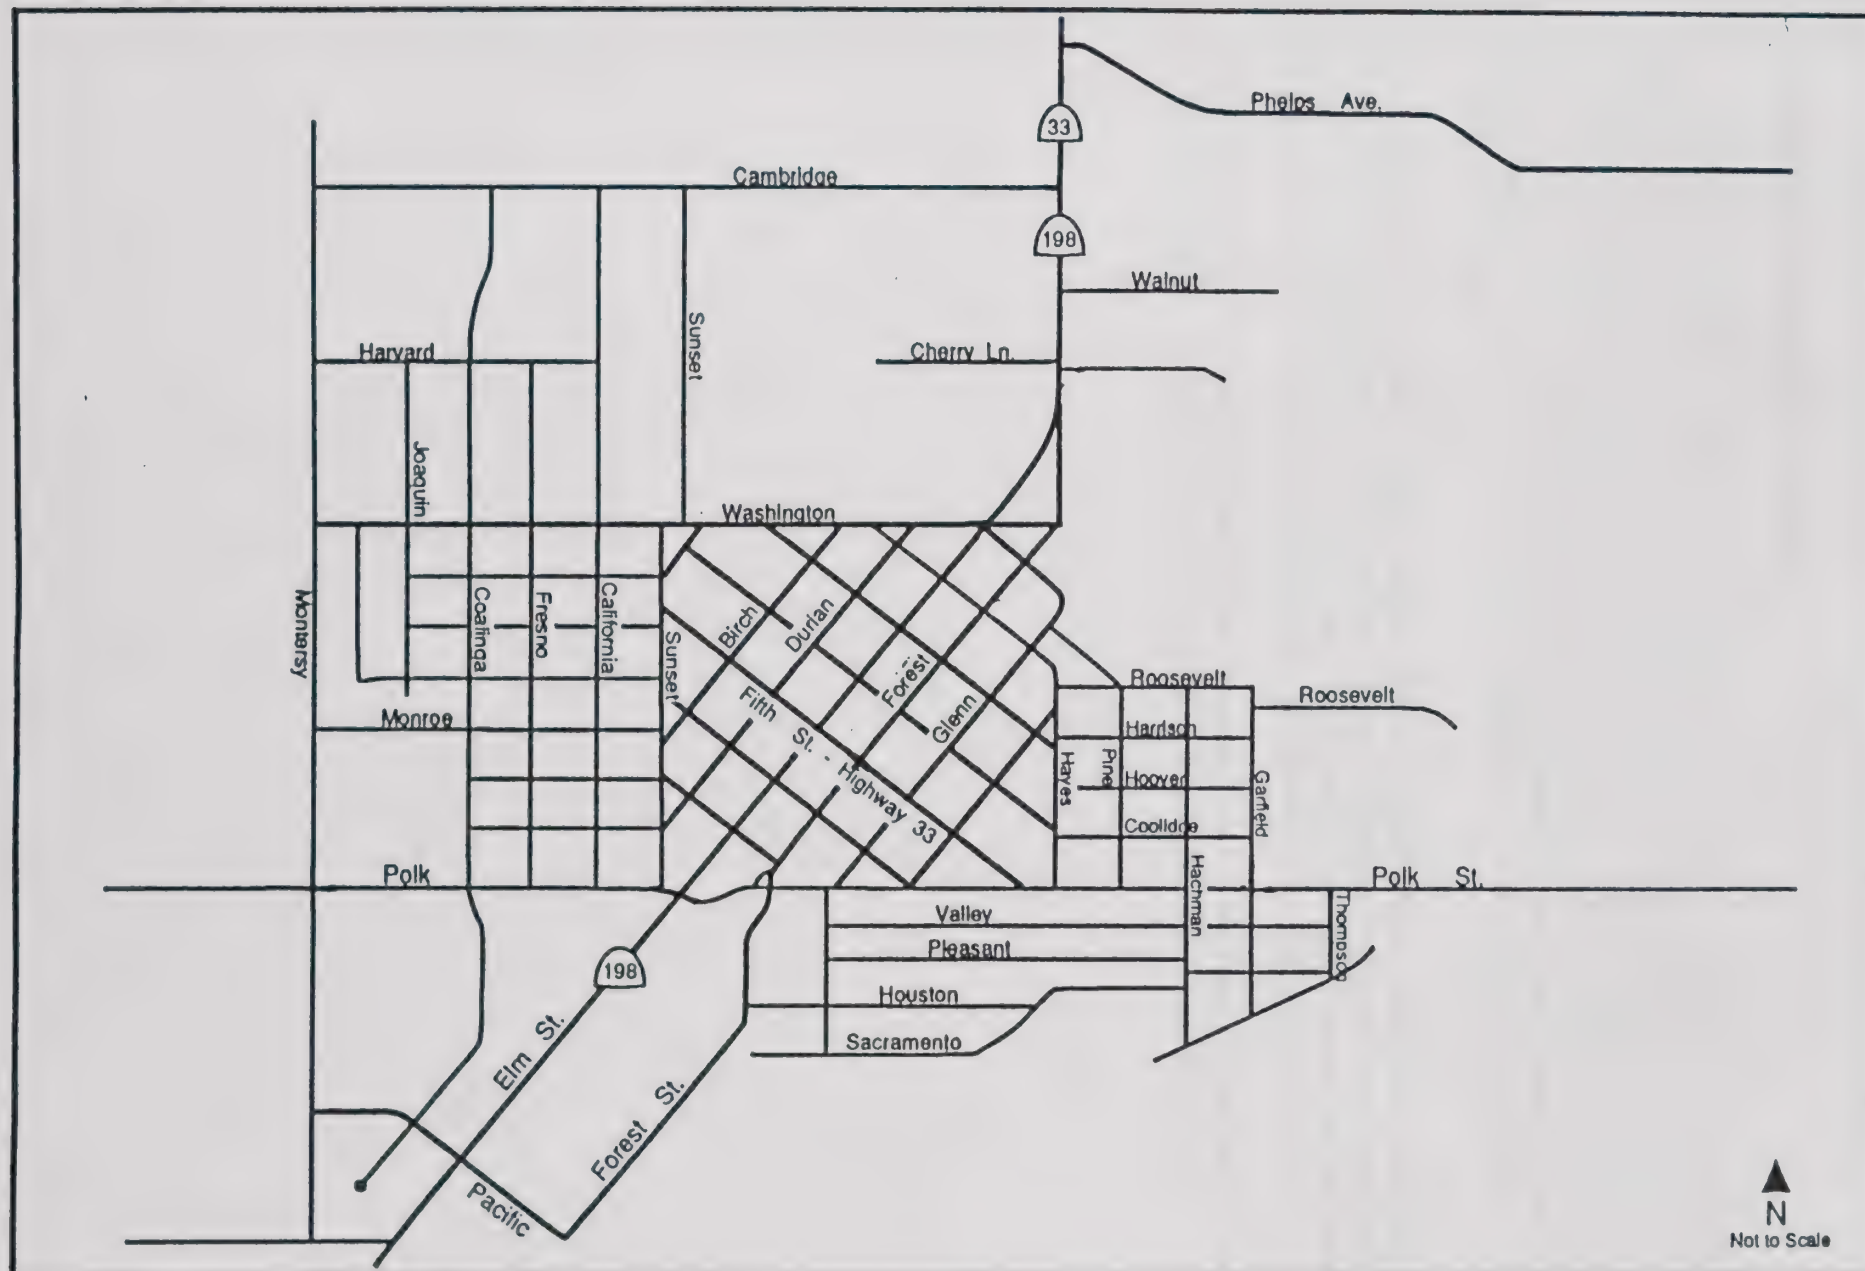 Phelps Ave.
33
Cambridge
198
Walnut
Sunset
Harvard
Cherry Ln.
Joaquin
Washington
Montersy
Coalinga
Fresno
California
Sunset
Birch
Durian
Forest
Glenn
Roosevelt
Roosevelt
Monroe
Fifth St. - Highway 33
Harrison
Hayes
Pine
Hoover
Garfield
Coolidge
Polk
Hachman
Polk St.
Thompson
Valley
Pleasant
198
Houston
Elm St.
Sacramento
Forest St.
Pacific
N
Not to Scale